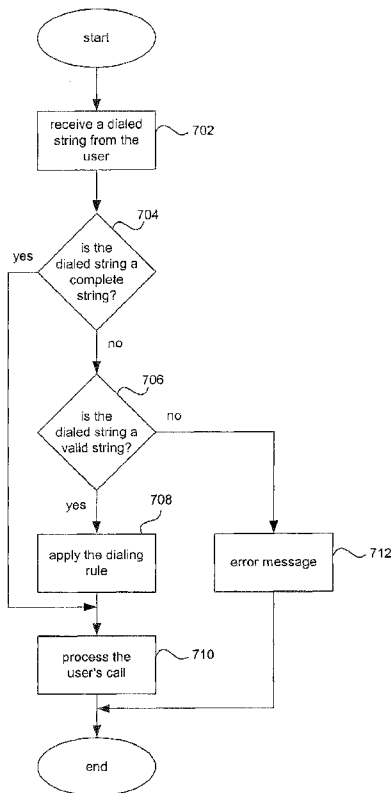 start
receive a dialed
string from the
user
702
704
yes
is the
dialed string a
complete
string?
no
706
no
is the
dialed string a
valid string?
yes
708
apply the dialing
rule
error message
712
process the
user's call
710
end